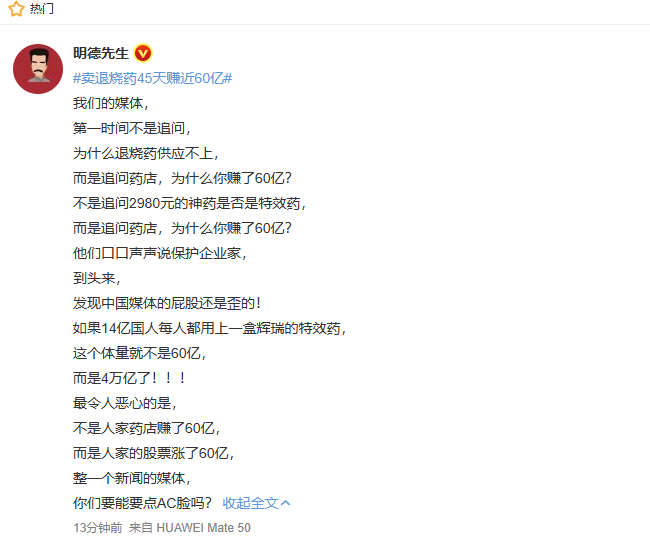 热门
明德先生
#卖退烧药45天赚近60亿#
我们的媒体，
第一时间不是追问，
为什么退烧药供应不上，
而是追问药店，为什么你赚了60亿？
不是追问2980元的神药是否是特效药，
而是追问药店，为什么你赚了60亿？
他们口口声声说保护企业家，
到头来，
发现中国媒体的屁股还是歪的！
如果14亿国人每人都用上一盒辉瑞的特效药，
这个体量就不是60亿，
而是4万亿了！！！
最令人恶心的是，
不是人家药店赚了60亿，
而是人家的股票涨了60亿，
整一个新闻的媒体，
你们要能要点AC脸吗？ 收起全文
13分钟前 来自 HUAWEI Mate 50